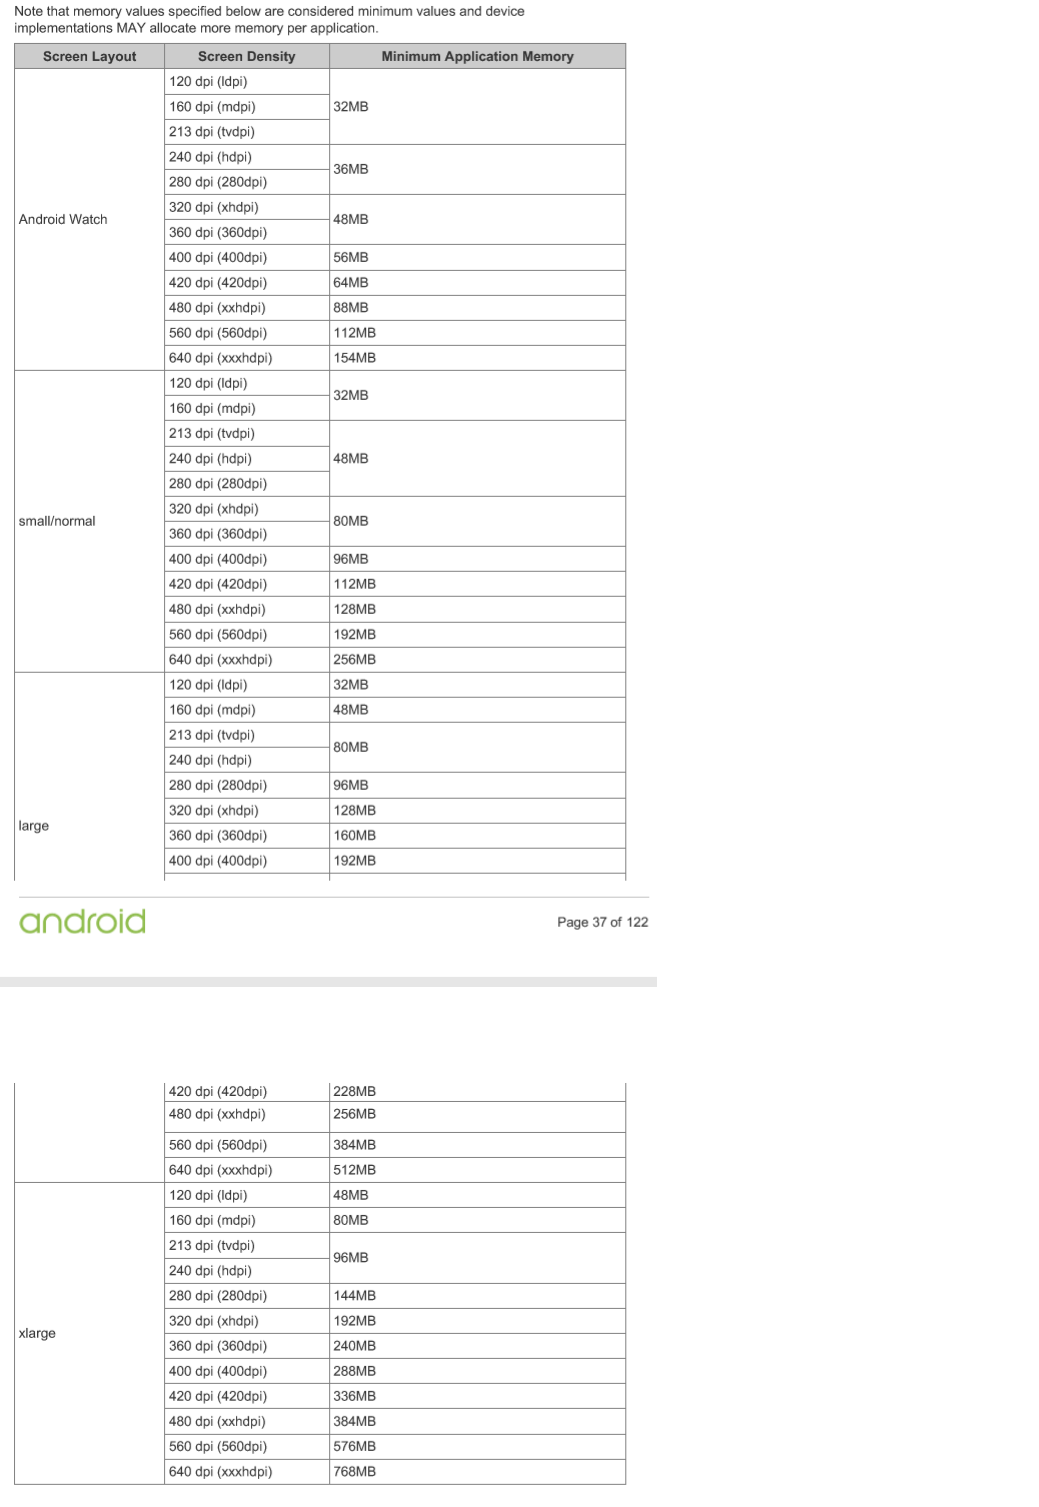 Note that memory values specified below are considered minimum values and device
implementations MAY allocate more memory per application.
Screen Layout Screen Density Minimum Application Memory
Android Watch
120 dpi (ldpi)
160 dpi (mdpi) 32MB
213 dpi (tvdpi)
240 dpi (hdpi)
36MB
280 dpi (280dpi)
320 dpi (xhdpi)
48MB
360 dpi (360dpi)
400 dpi (400dpi) 56MB
420 dpi (420dpi) 64MB
480 dpi (xxhdpi) 88MB
560 dpi (560dpi) 112MB
640 dpi (xxxhdpi) 154MB
small/normal
120 dpi (ldpi)
32MB
160 dpi (mdpi)
213 dpi (tvdpi)
240 dpi (hdpi) 48MB
280 dpi (280dpi)
320 dpi (xhdpi)
80MB
360 dpi (360dpi)
400 dpi (400dpi) 96MB
420 dpi (420dpi) 112MB
480 dpi (xxhdpi) 128MB
560 dpi (560dpi) 192MB
640 dpi (xxxhdpi) 256MB
large
120 dpi (ldpi) 32MB
160 dpi (mdpi) 48MB
213 dpi (tvdpi)
80MB
240 dpi (hdpi)
280 dpi (280dpi) 96MB
320 dpi (xhdpi) 128MB
360 dpi (360dpi) 160MB
400 dpi (400dpi) 192MB
android Page 37 of 122
420 dpi (420dpi) 228MB
480 dpi (xxhdpi) 256MB
560 dpi (560dpi) 384MB
640 dpi (xxxhdpi) 512MB
xlarge
120 dpi (ldpi) 48MB
160 dpi (mdpi) 80MB
213 dpi (tvdpi)
96MB
240 dpi (hdpi)
280 dpi (280dpi) 144MB
320 dpi (xhdpi) 192MB
360 dpi (360dpi) 240MB
400 dpi (400dpi) 288MB
420 dpi (420dpi) 336MB
480 dpi (xxhdpi) 384MB
560 dpi (560dpi) 576MB
640 dpi (xxxhdpi) 768MB